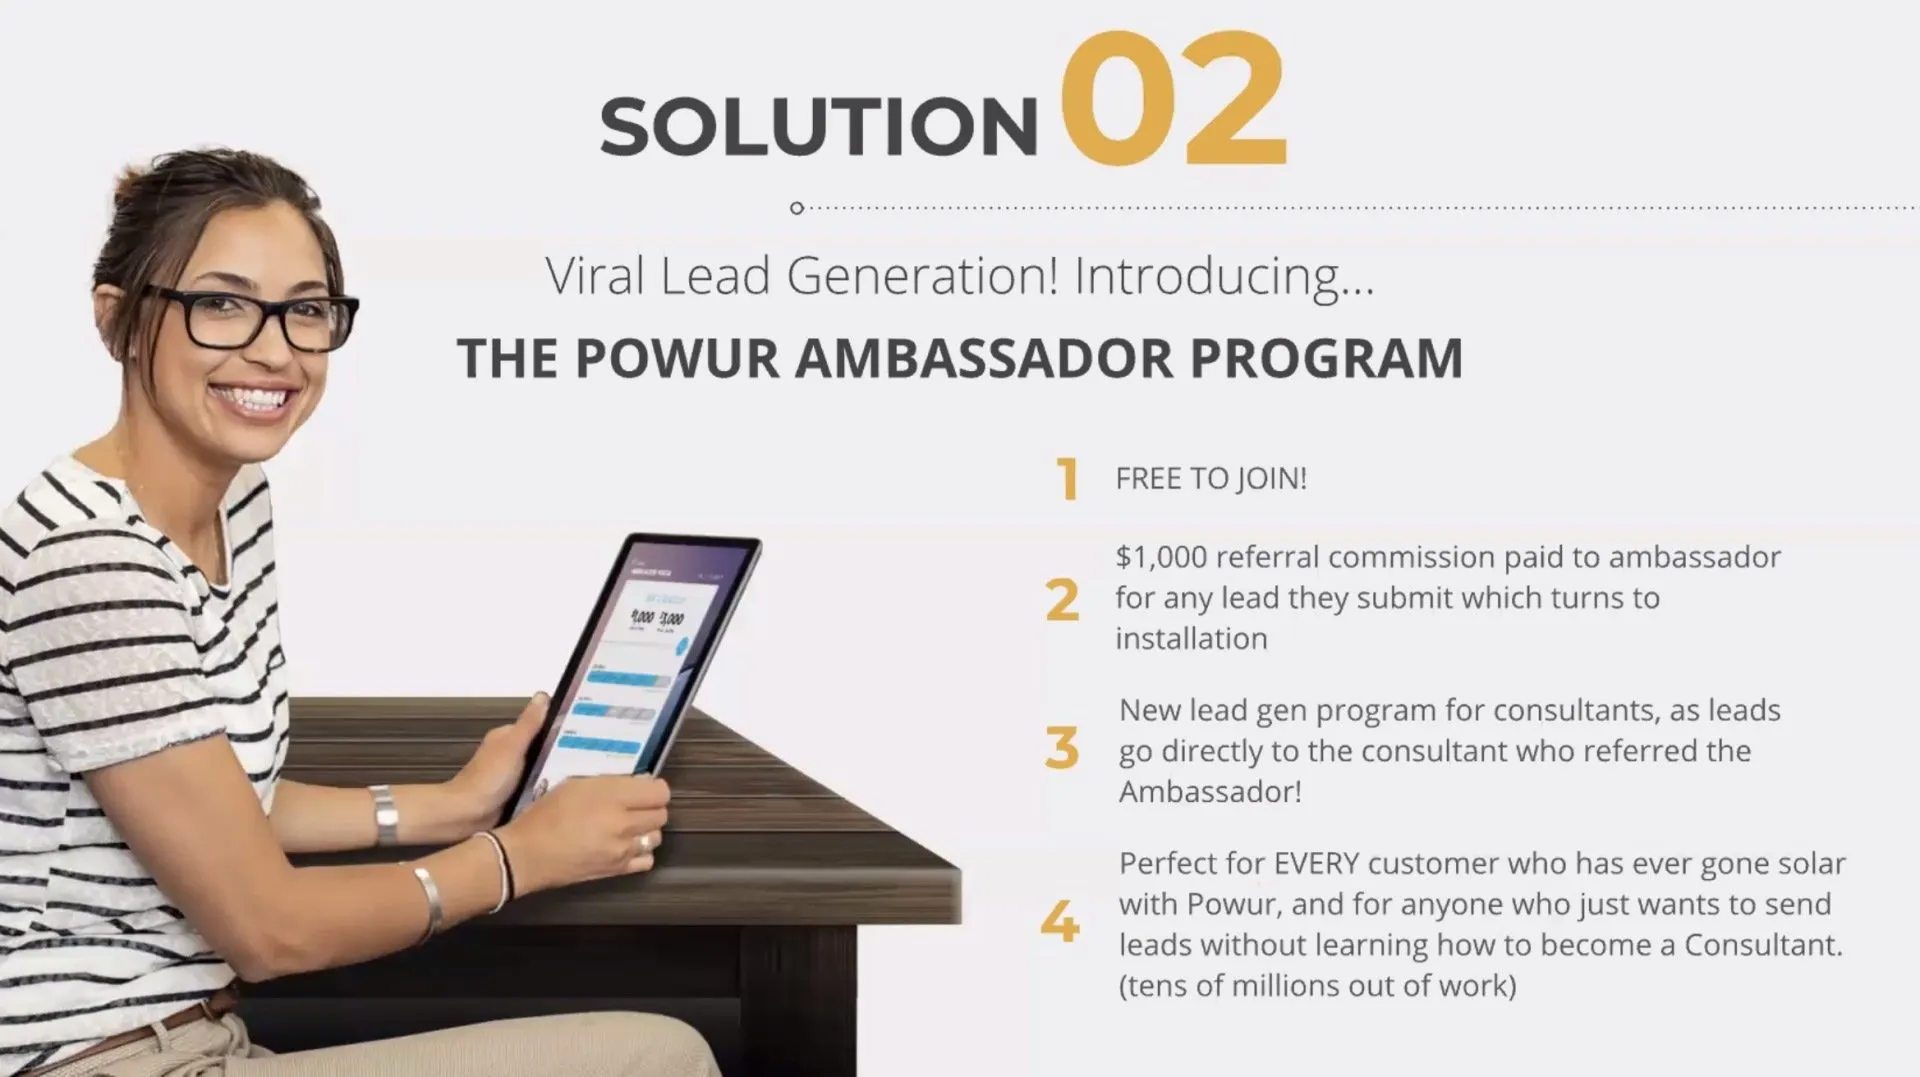 SOLUTION 02
Viral Lead Generation! Introducing...
THE POWUR AMBASSADOR PROGRAM
1 FREE TO JOIN!
2 $1,000 referral commission paid to ambassador
for any lead they submit which turns to
installation
3 New lead gen program for consultants, as leads
go directly to the consultant who referred the
Ambassador!
4 Perfect for EVERY customer who has ever gone solar
with Powur, and for anyone who just wants to send
leads without learning how to become a Consultant.
(tens of millions out of work)